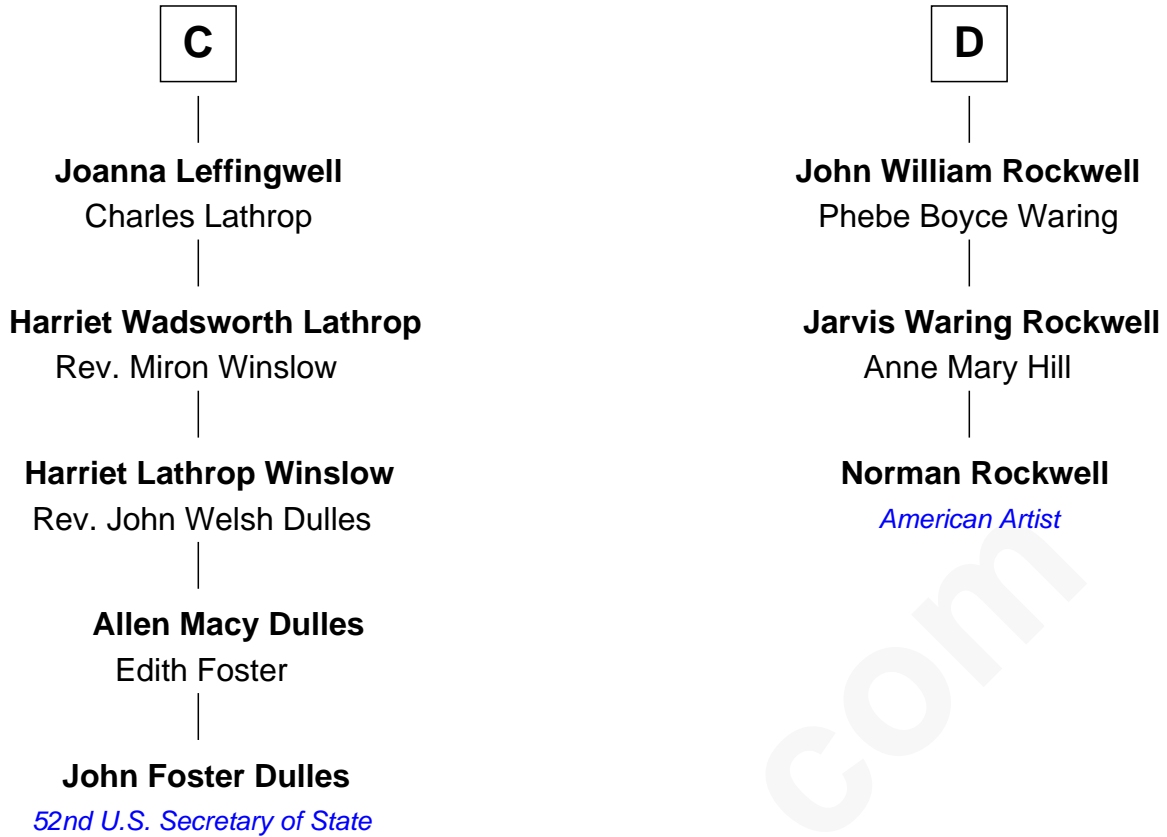 C
Joanna Leffingwell
Charles Lathrop
Harriet Wadsworth Lathrop
Rev. Miron Winslow
Harriet Lathrop Winslow
Rev. John Welsh Dulles
Allen Macy Dulles
Edith Foster
John Foster Dulles
52nd U.S. Secretary of State
D
John William Rockwell
Phebe Boyce Waring
Jarvis Waring Rockwell
Anne Mary Hill
Norman Rockwell
American Artist
com